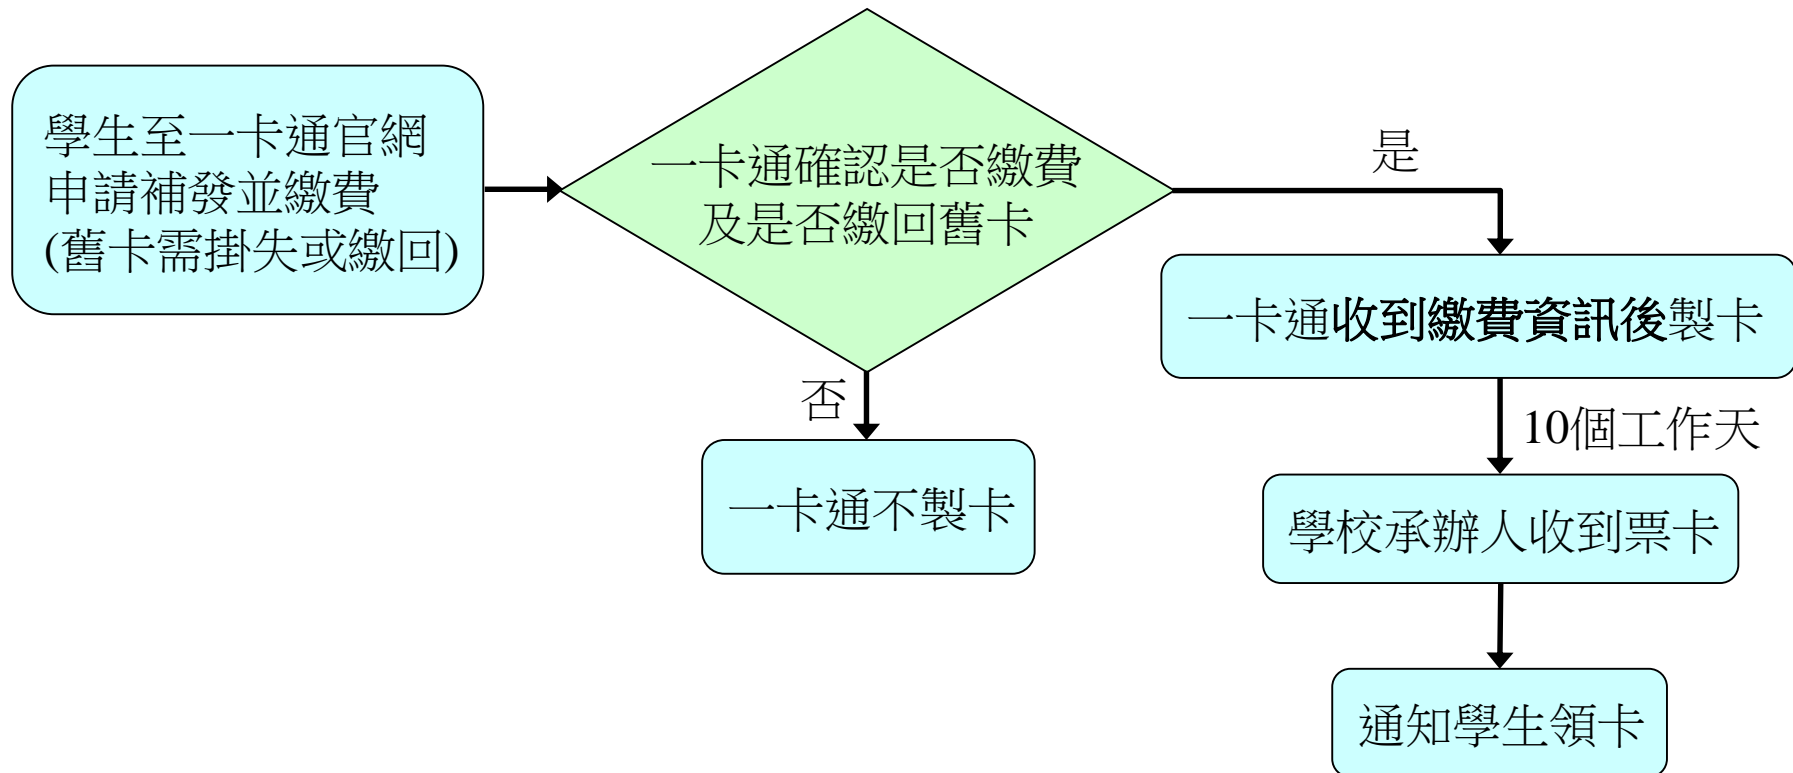 學生至一卡通官網
申請補發並繳費
(舊卡需掛失或繳回)
一卡通確認是否繳費
及是否繳回舊卡
是
一卡通收到繳費資訊後製卡
否
10個工作天
一卡通不製卡
學校承辦人收到票卡
通知學生領卡